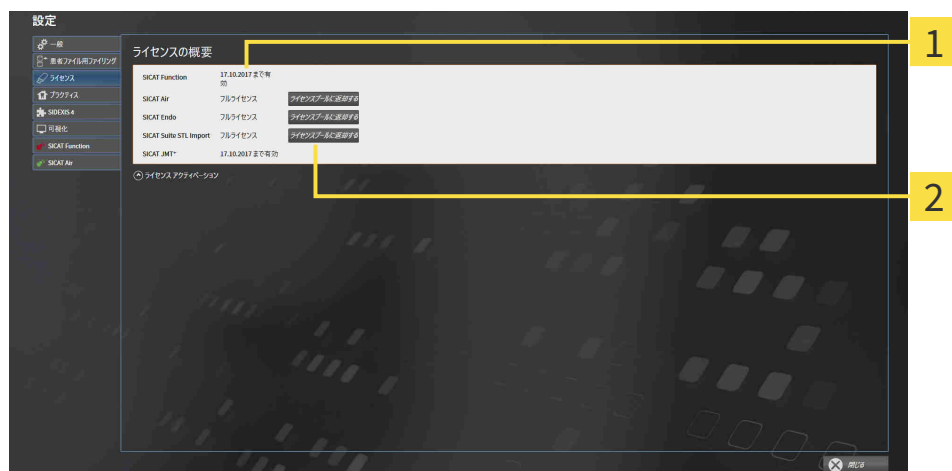 設定
一般
患者ファイル用ファイリング
ライセンス
プラクティス
SIDEXIS 4
可視化
SICAT Function
SICAT Air
ライセンスの概要
SICAT Function 17.10.2017 まで有
効
SICAT Air フルライセンス ライセンスプールに返却する
SICAT Endo フルライセンス ライセンスプールに返却する
SICAT Suite STL Import フルライセンス ライセンスプールに返却する
SICAT JMT⁺ 17.10.2017 まで有効
ライセンス アクティベーション
閉じる
1
2